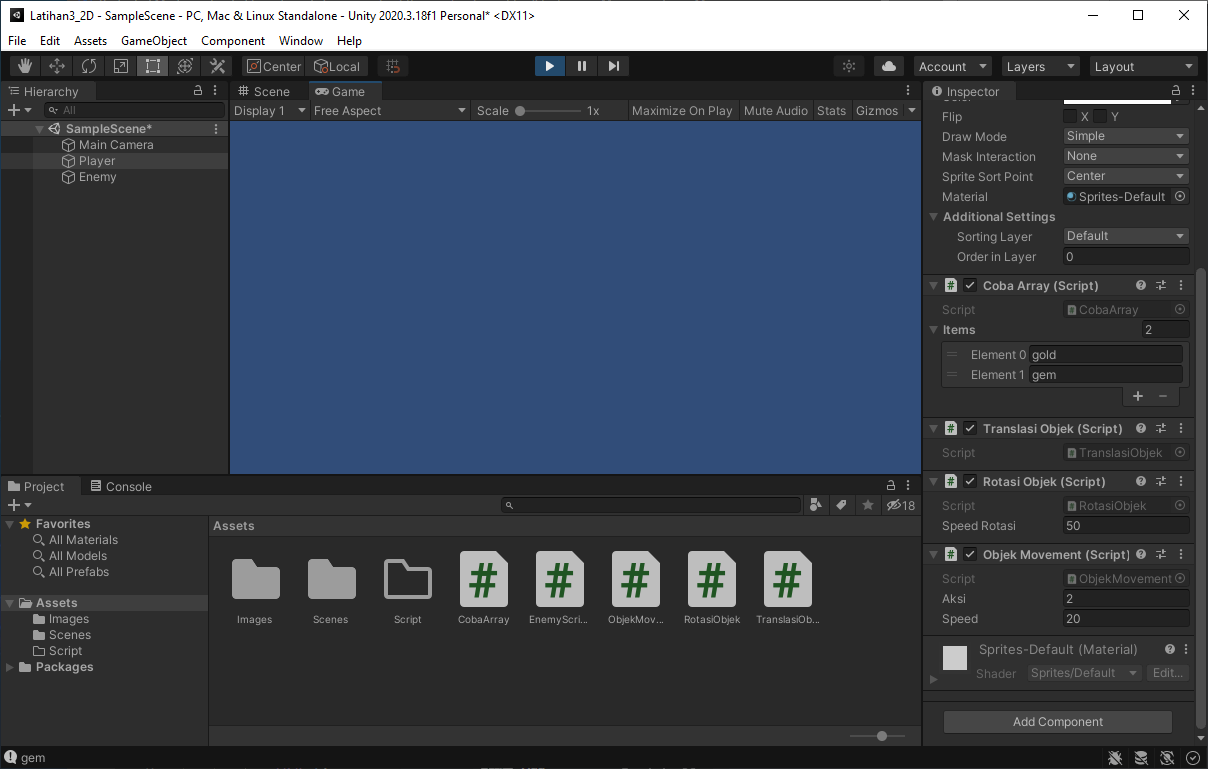 Latihan3_2D - SampleScene - PC, Mac & Linux Standalone - Unity 2020.3.18f1 Personal* <DX11>
File Edit Assets GameObject Component Window Help
Center Local Account Layers Layout
Hierarchy
All
SampleScene*
Main Camera
Player
Enemy
Scene Game
Display 1 Free Aspect Scale 1x Maximize On Play Mute Audio Stats Gizmos
Inspector
Flip X Y
Draw Mode Simple
Mask Interaction None
Sprite Sort Point Center
Material Sprites-Default
Additional Settings
Sorting Layer Default
Order in Layer 0
# Coba Array (Script)
Script CobaArray
Items 2
Element 0 gold
Element 1 gem
+ -
# Translasi Objek (Script)
Script TranslasiObjek
# Rotasi Objek (Script)
Script RotasiObjek
Speed Rotasi 50
# Objek Movement (Script)
Script ObjekMovement
Aksi 2
Speed 20
Sprites-Default (Material)
Shader Sprites/Default Edit...
Add Component
Project Console
18
Favorites
All Materials
All Models
All Prefabs
Assets
Images
Scenes
Script
Packages
Assets
Images Scenes Script CobaArray EnemyScri... ObjekMov... RotasiObjek TranslasiOb...
gem